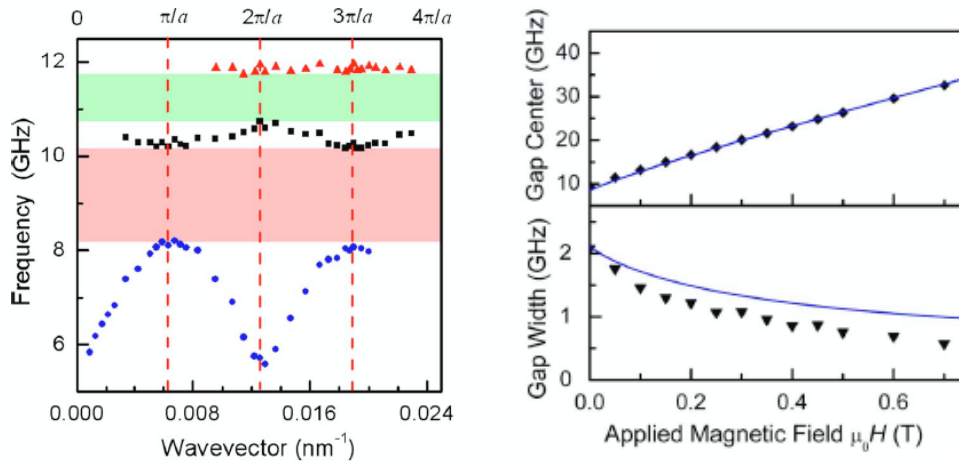 0 π/a 2π/a 3π/a 4π/a
12
10
8
6
Frequency (GHz)
0.000 0.008 0.016 0.024
Wavevector (nm⁻¹)
40
30
20
10
Gap Center (GHz)
2
1
0
Gap Width (GHz)
0.0 0.2 0.4 0.6
Applied Magnetic Field μ₀H (T)